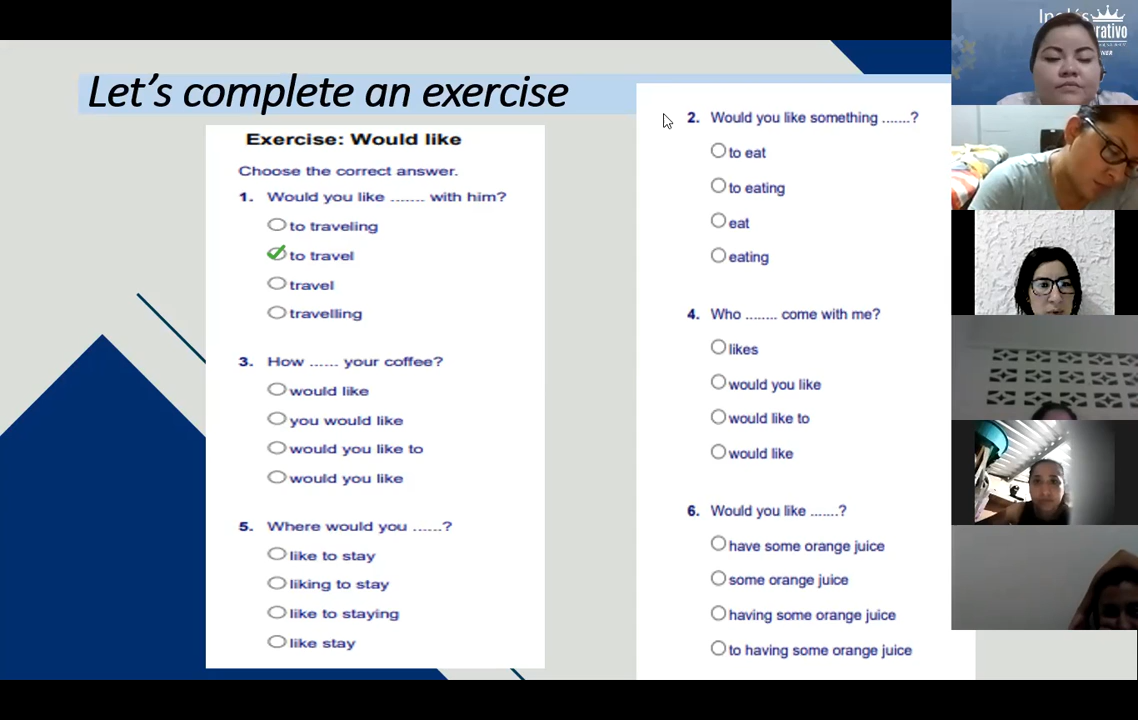 Let's complete an exercise
Exercise: Would like
Choose the correct answer.
1. Would you like ....... with him?
to traveling
to travel
travel
travelling
3. How ...... your coffee?
would like
you would like
would you like to
would you like
5. Where would you ......?
like to stay
liking to stay
like to staying
like stay
2. Would you like something .......?
to eat
to eating
eat
eating
4. Who ........ come with me?
likes
would you like
would like to
would like
6. Would you like .......?
have some orange juice
some orange juice
having some orange juice
to having some orange juice